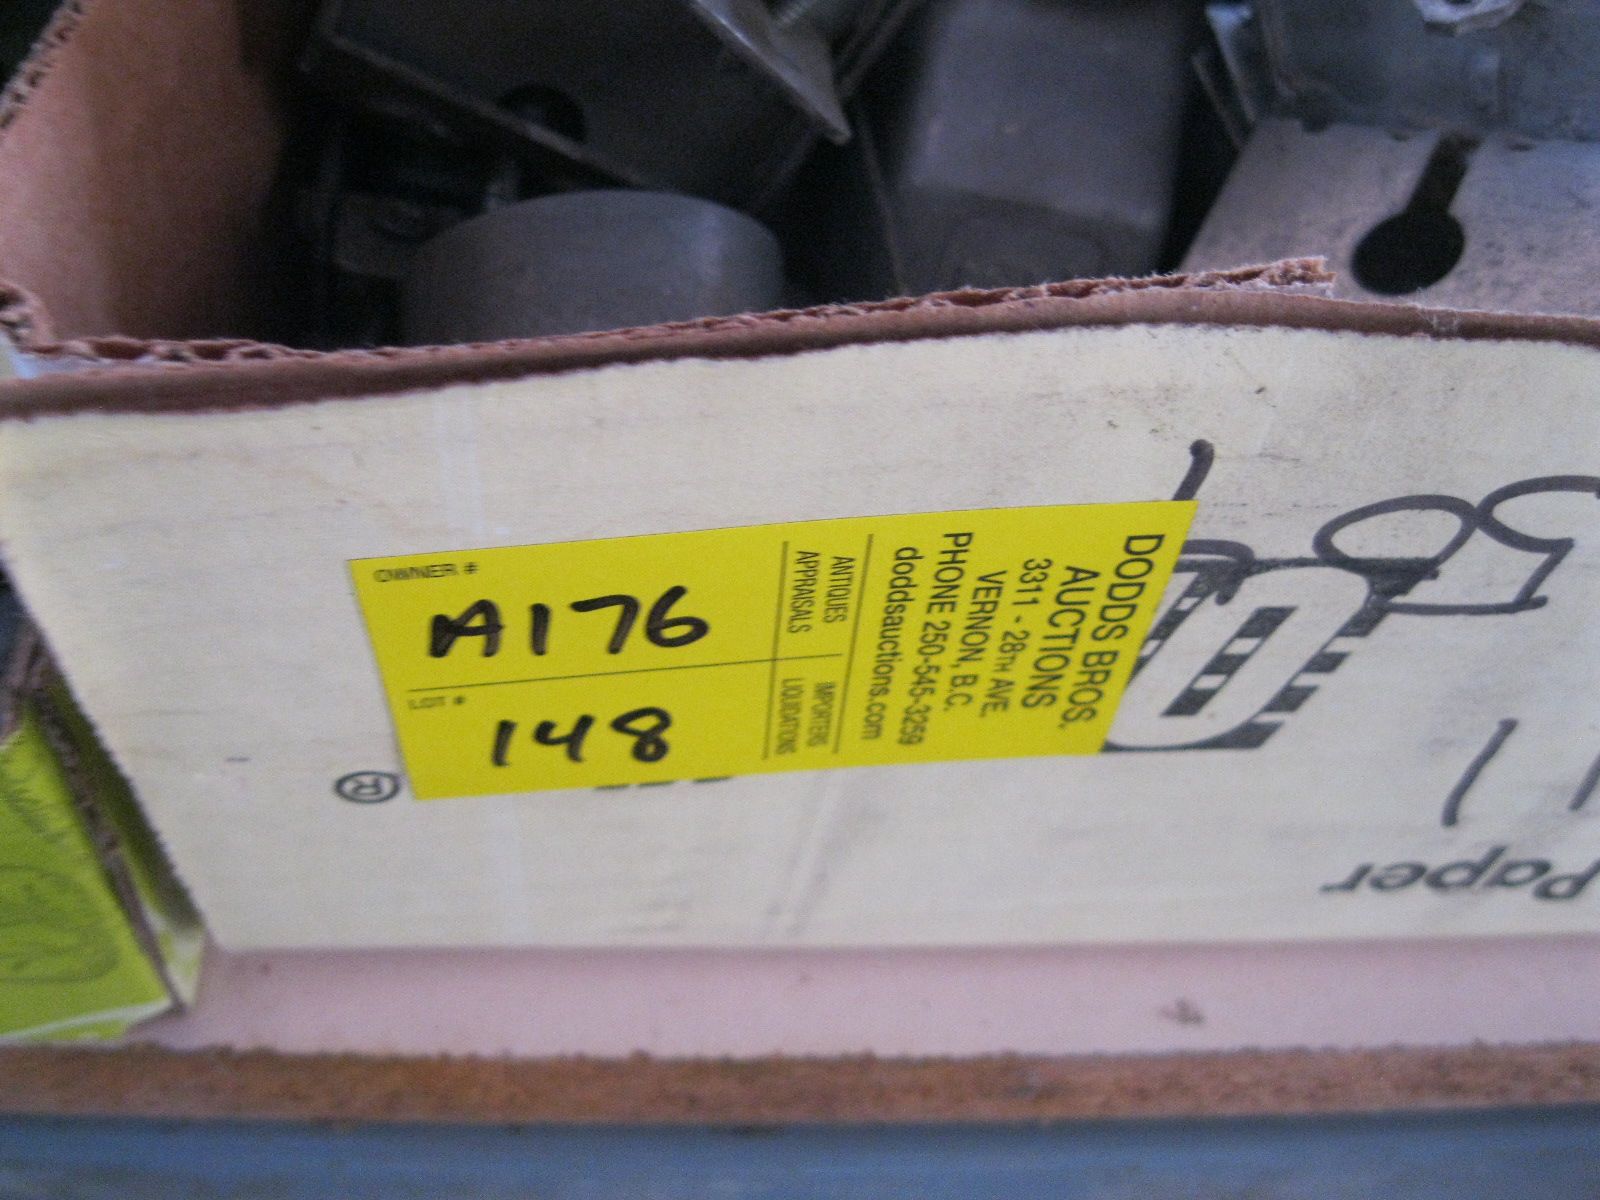 DODDS BROS.
AUCTIONS
3311 - 28TH AVE.
VERNON, B.C.
PHONE 250-545-3259
doddsauctions.com
ANTIQUES
APPRAISALS
IMPORTERS
LIQUIDATIONS
OWNER #
A176
LOT #
148
®
Paper